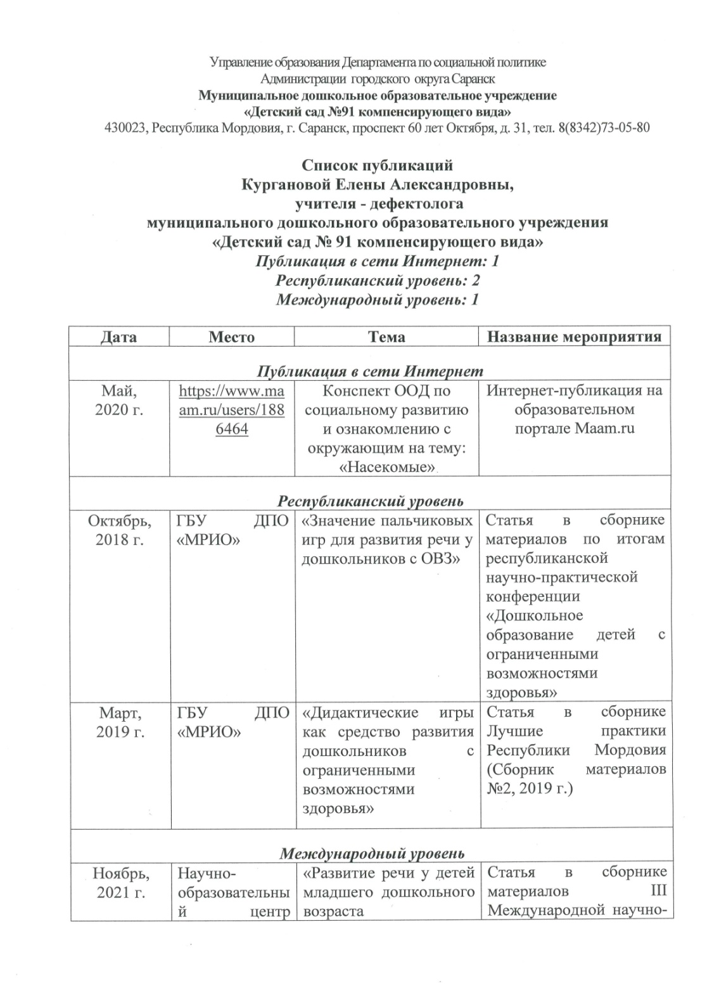 Управление образования Департамента по социальной политике
Администрации городского округа Саранск
Муниципальное дошкольное образовательное учреждение
«Детский сад №91 компенсирующего вида»
430023, Республика Мордовия, г. Саранск, проспект 60 лет Октября, д. 31, тел. 8(8342)73-05-80
Список публикаций
Кургановой Елены Александровны,
учителя - дефектолога
муниципального дошкольного образовательного учреждения
«Детский сад № 91 компенсирующего вида»
Публикация в сети Интернет: 1
Республиканский уровень: 2
Международный уровень: 1
Дата
Место
Тема
Название мероприятия
Публикация в сети Интернет
Май,
2020 г.
https://www.ma
am.ru/users/188
6464
Конспект ООД по
социальному развитию
и ознакомлению с
окружающим на тему:
«Насекомые»
Интернет-публикация на
образовательном
портале Maam.ru
Республиканский уровень
Октябрь,
2018 г.
ГБУ ДПО
«МРИО»
«Значение пальчиковых
игр для развития речи у
дошкольников с ОВЗ»
Статья в сборнике
материалов по итогам
республиканской
научно-практической
конференции
«Дошкольное
образование детей с
ограниченными
возможностями
здоровья»
Март,
2019 г.
ГБУ ДПО
«МРИО»
«Дидактические игры
как средство развития
дошкольников с
ограниченными
возможностями
здоровья»
Статья в сборнике
Лучшие практики
Республики Мордовия
(Сборник материалов
№2, 2019 г.)
Международный уровень
Ноябрь,
2021 г.
Научно-
образовательны
й центр
«Развитие речи у детей
младшего дошкольного
возраста
Статья в сборнике
материалов III
Международной научно-